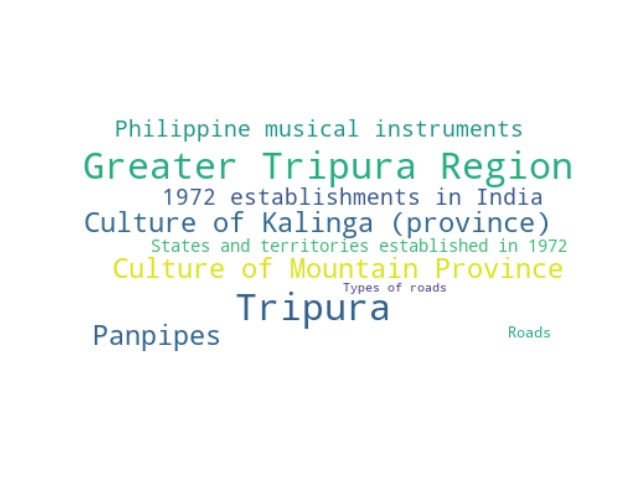 Philippine musical instruments
Greater Tripura Region
1972 establishments in India
Culture of Kalinga (province)
States and territories established in 1972
Culture of Mountain Province
Types of roads
Tripura
Panpipes
Roads